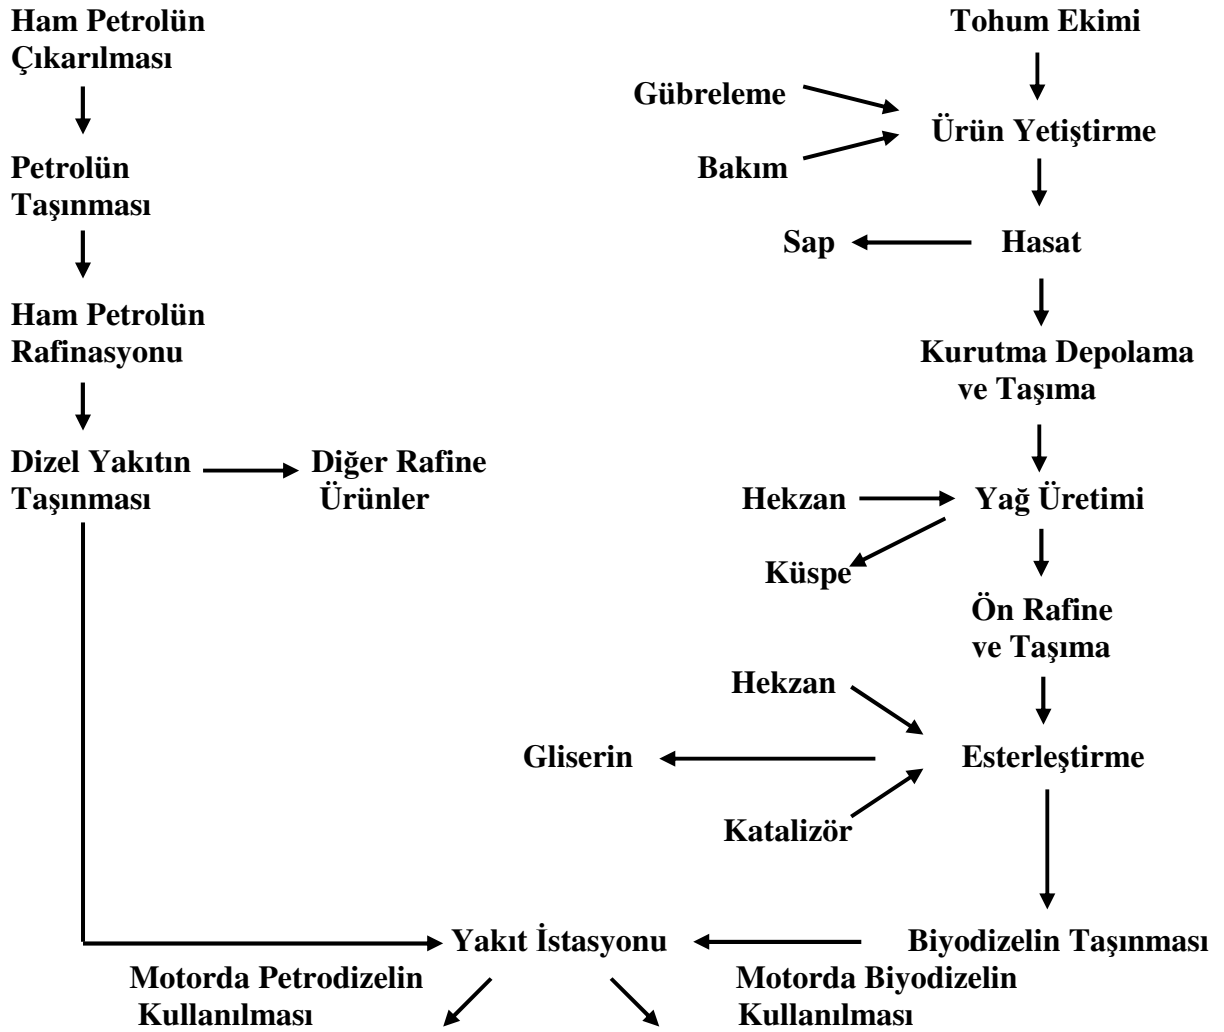 Ham Petrolün
Çıkarılması
Petrolün
Taşınması
Ham Petrolün
Rafinasyonu
Dizel Yakıtın
Taşınması
Diğer Rafine
Ürünler
Tohum Ekimi
Gübreleme
Ürün Yetiştirme
Bakım
Sap
Hasat
Kurutma Depolama
ve Taşıma
Hekzan
Yağ Üretimi
Küspe
Ön Rafine
ve Taşıma
Hekzan
Gliserin
Esterleştirme
Katalizör
Yakıt İstasyonu
Biyodizelin Taşınması
Motorda Petrodizelin
Kullanılması
Motorda Biyodizelin
Kullanılması